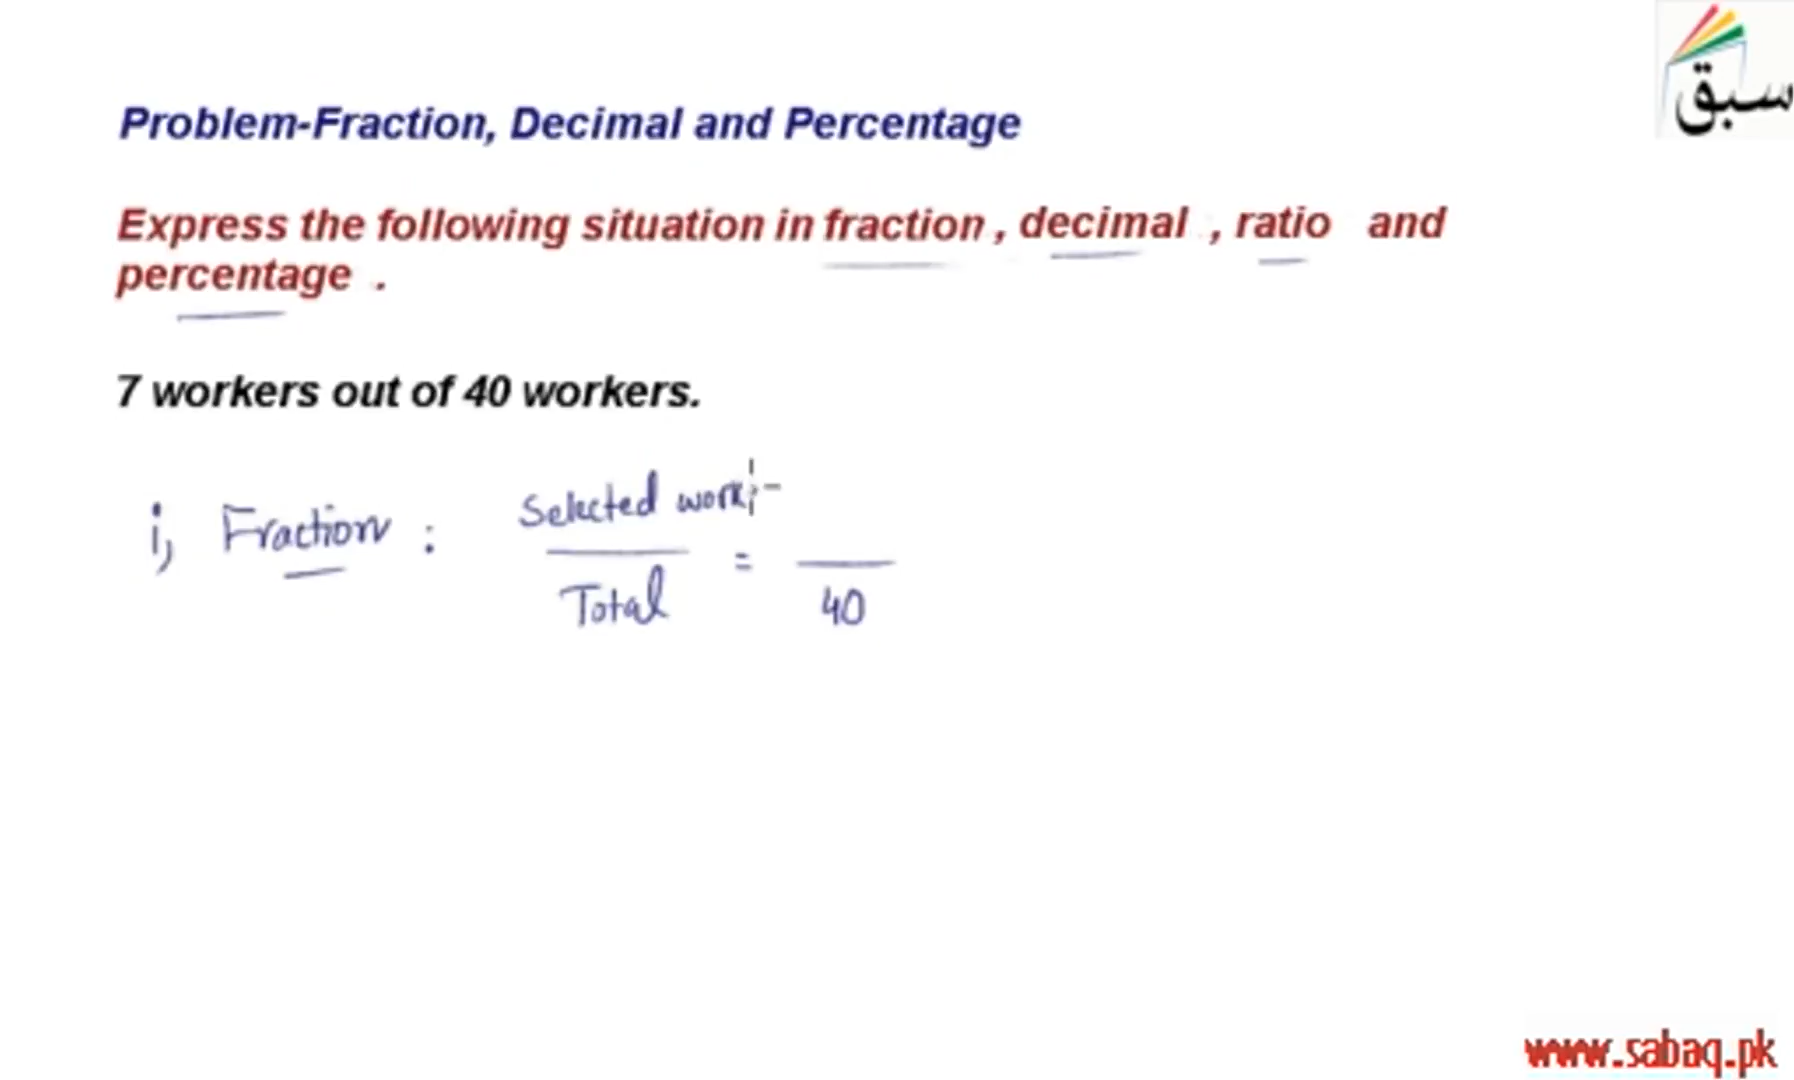 سبق
Problem-Fraction, Decimal and Percentage
Express the following situation in fraction , decimal , ratio and
percentage .
7 workers out of 40 workers.
i, Fraction : Selected work
Total = 40
www.sabaq.pk